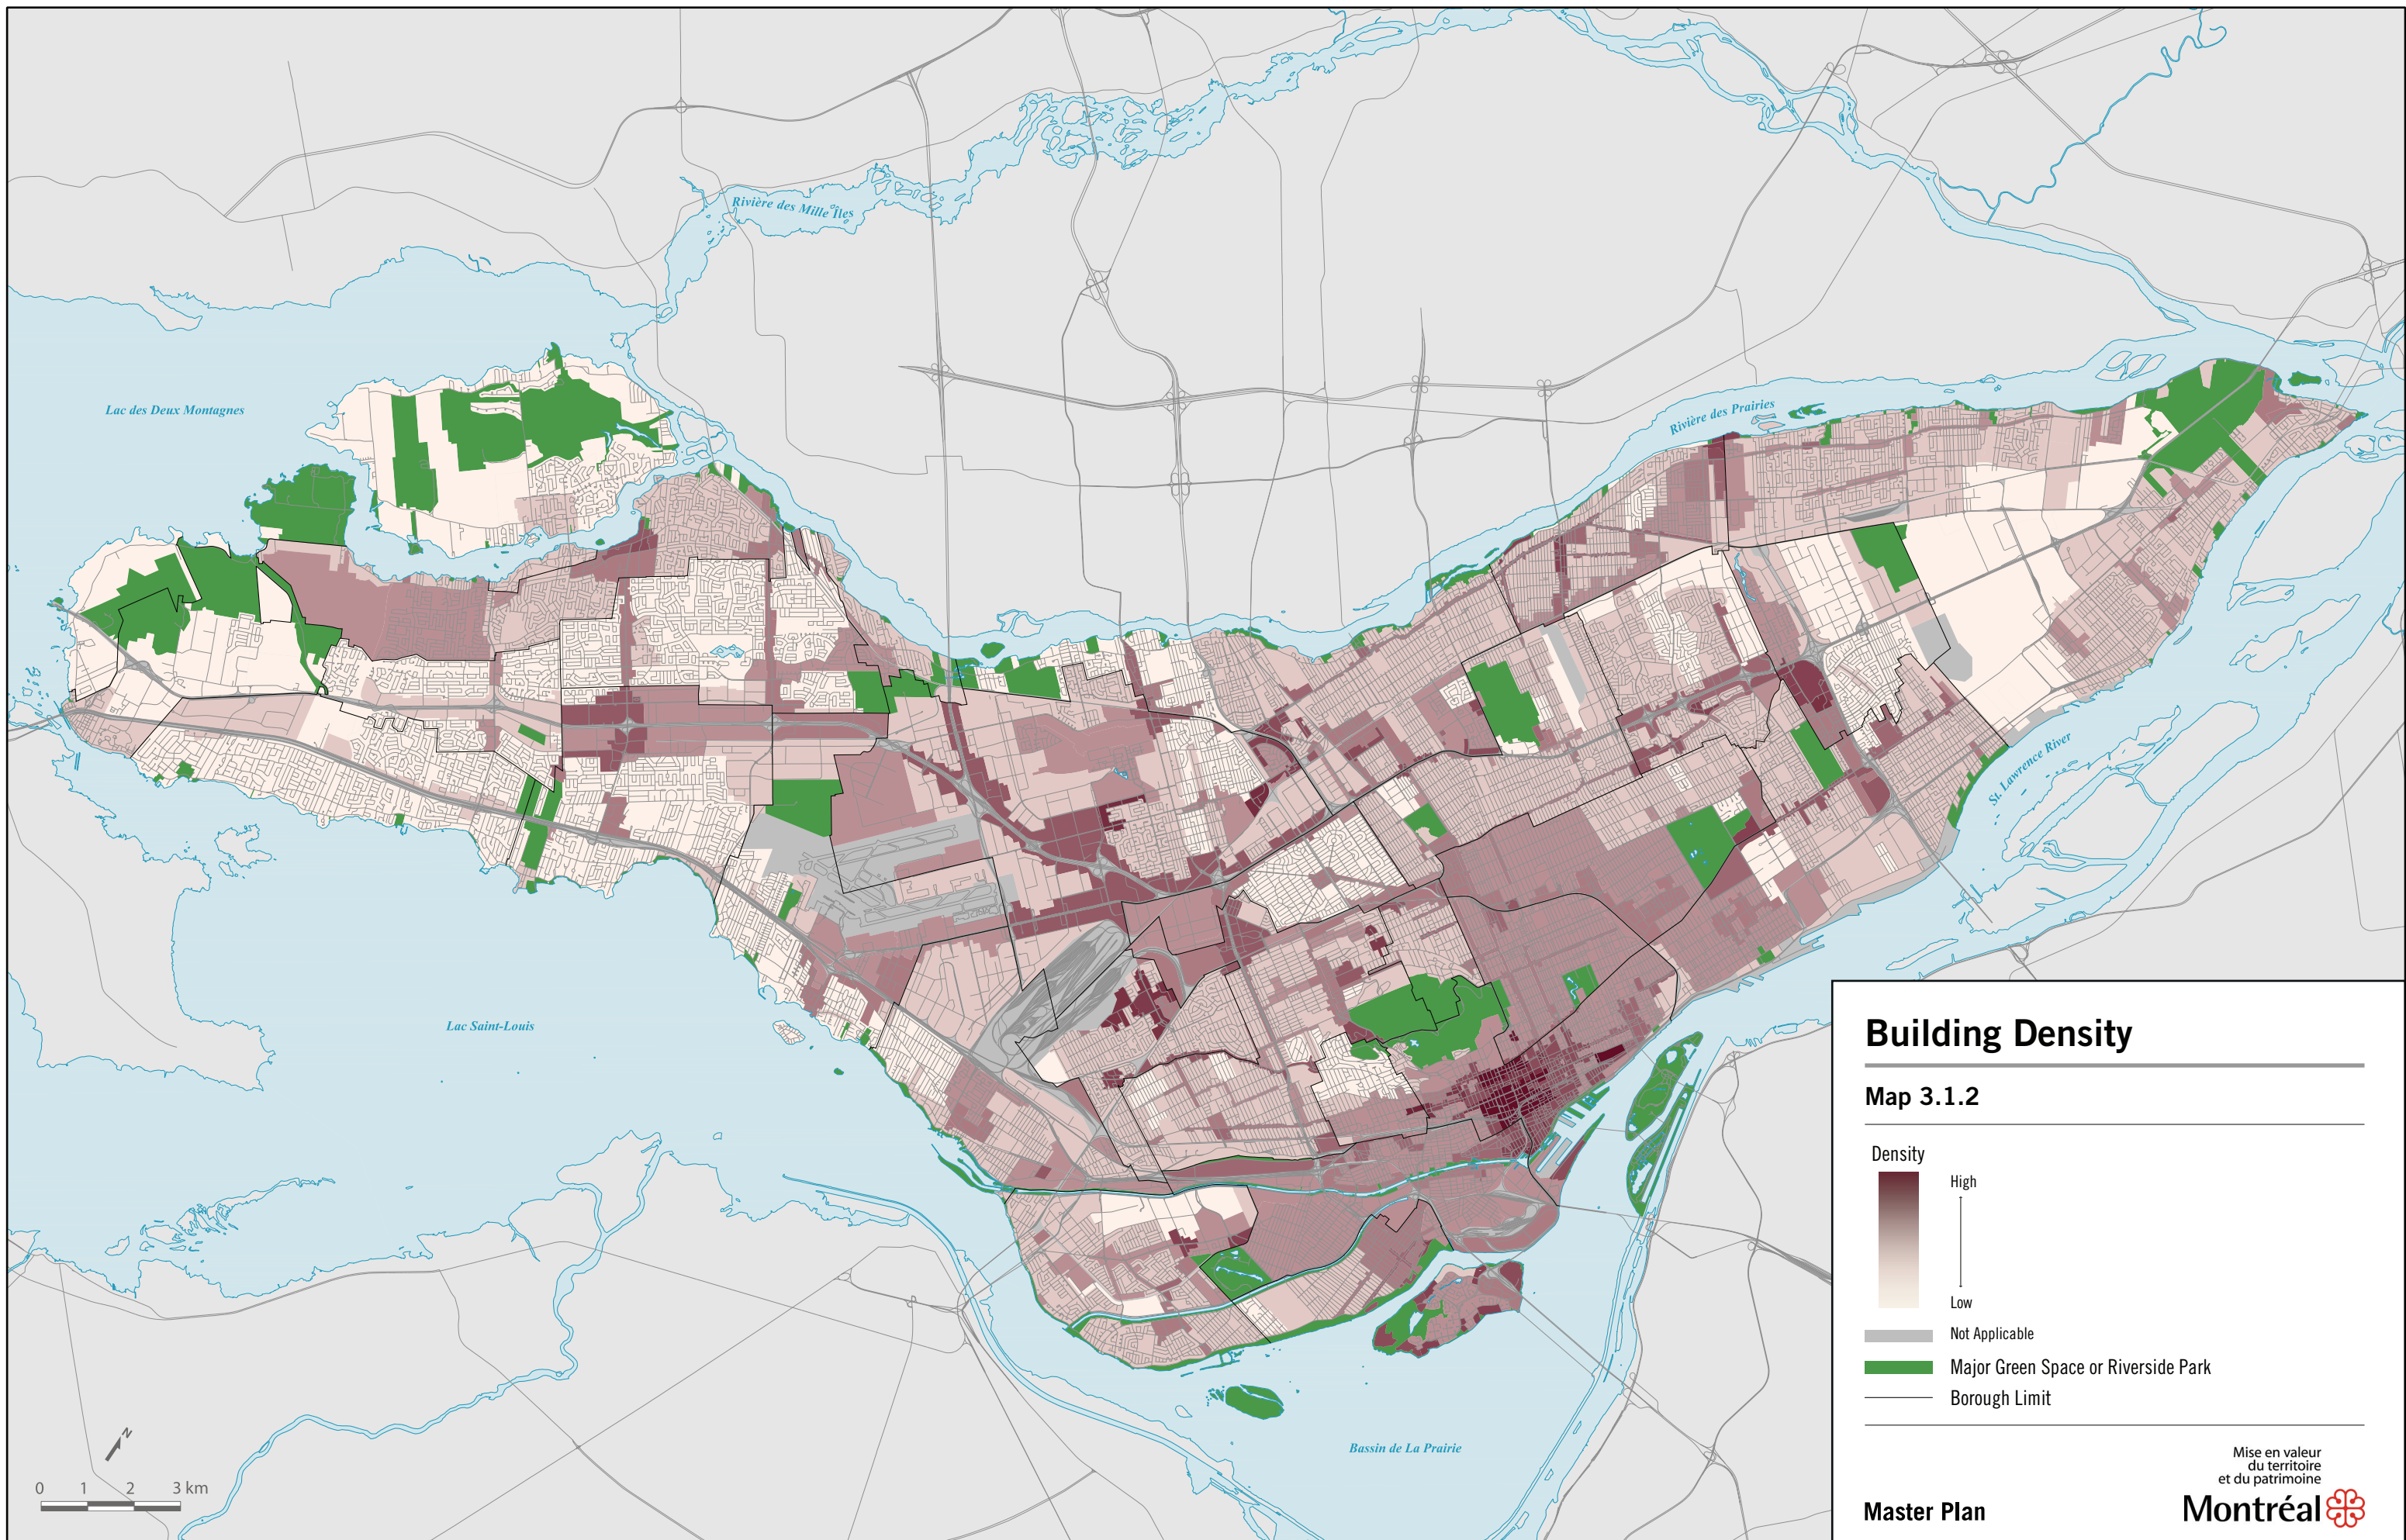 Rivière des Mille Îles
Lac des Deux Montagnes
Rivière des Prairies
St. Lawrence River
Lac Saint-Louis
Bassin de La Prairie
N
0 1 2 3 km
Building Density
Map 3.1.2
Density
High
Low
Not Applicable
Major Green Space or Riverside Park
Borough Limit
Mise en valeur
du territoire
et du patrimoine
Master Plan
Montréal